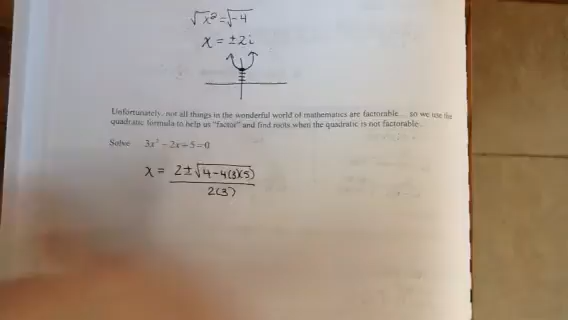 √x² = √-4
x = ±2i
Unfortunately, not all things in the wonderful world of mathematics are factorable... so we use the
quadratic formula to help us "factor" and find roots when the quadratic is not factorable.
Solve 3x² - 2x + 5 = 0
x = (2 ± √4 - 4(3)(5)) / 2(3)